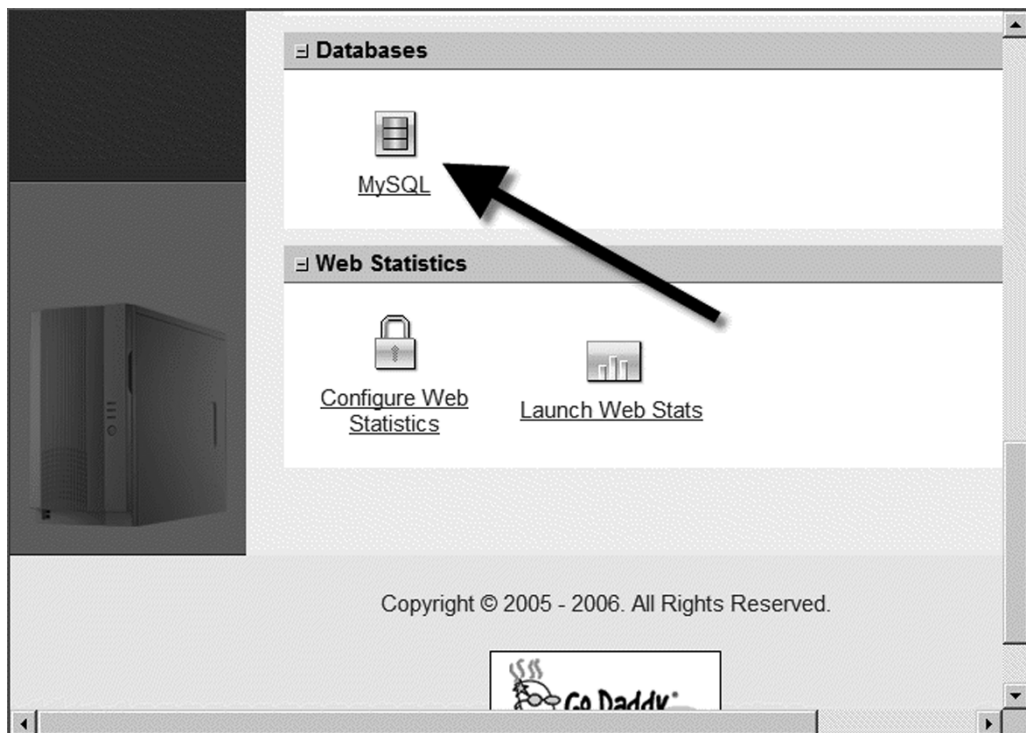 Databases
MySQL
Web Statistics
Configure Web
Statistics
Launch Web Stats
Copyright © 2005 - 2006. All Rights Reserved.
Go Daddy